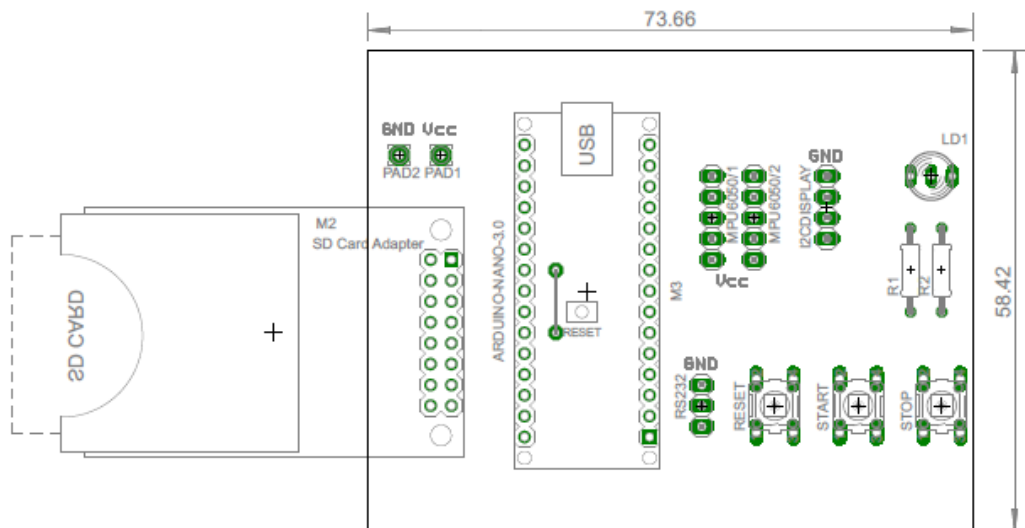 73.66
58.42
GND Vcc
PAD2 PAD1
USB
LD1
GND
M2
SD Card Adapter
SD CARD
ARDUINO-NANO-3.0
RESET
M3
MPU6050/1
MPU6050/2
I2CDISPLAY
Vcc
R1
R2
GND
RS232
RESET
START
STOP